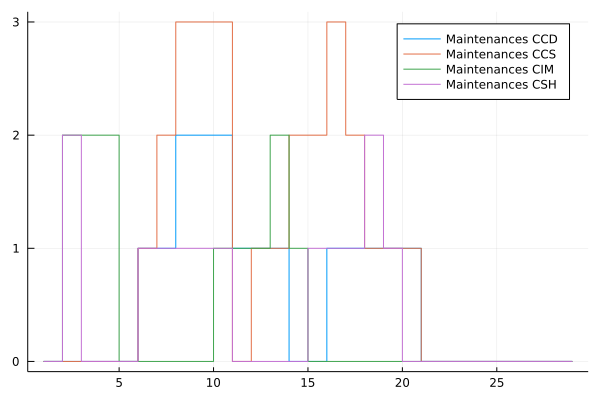 3
Maintenances CCD
Maintenances CCS
Maintenances CIM
Maintenances CSH
2
1
0
5 10 15 20 25